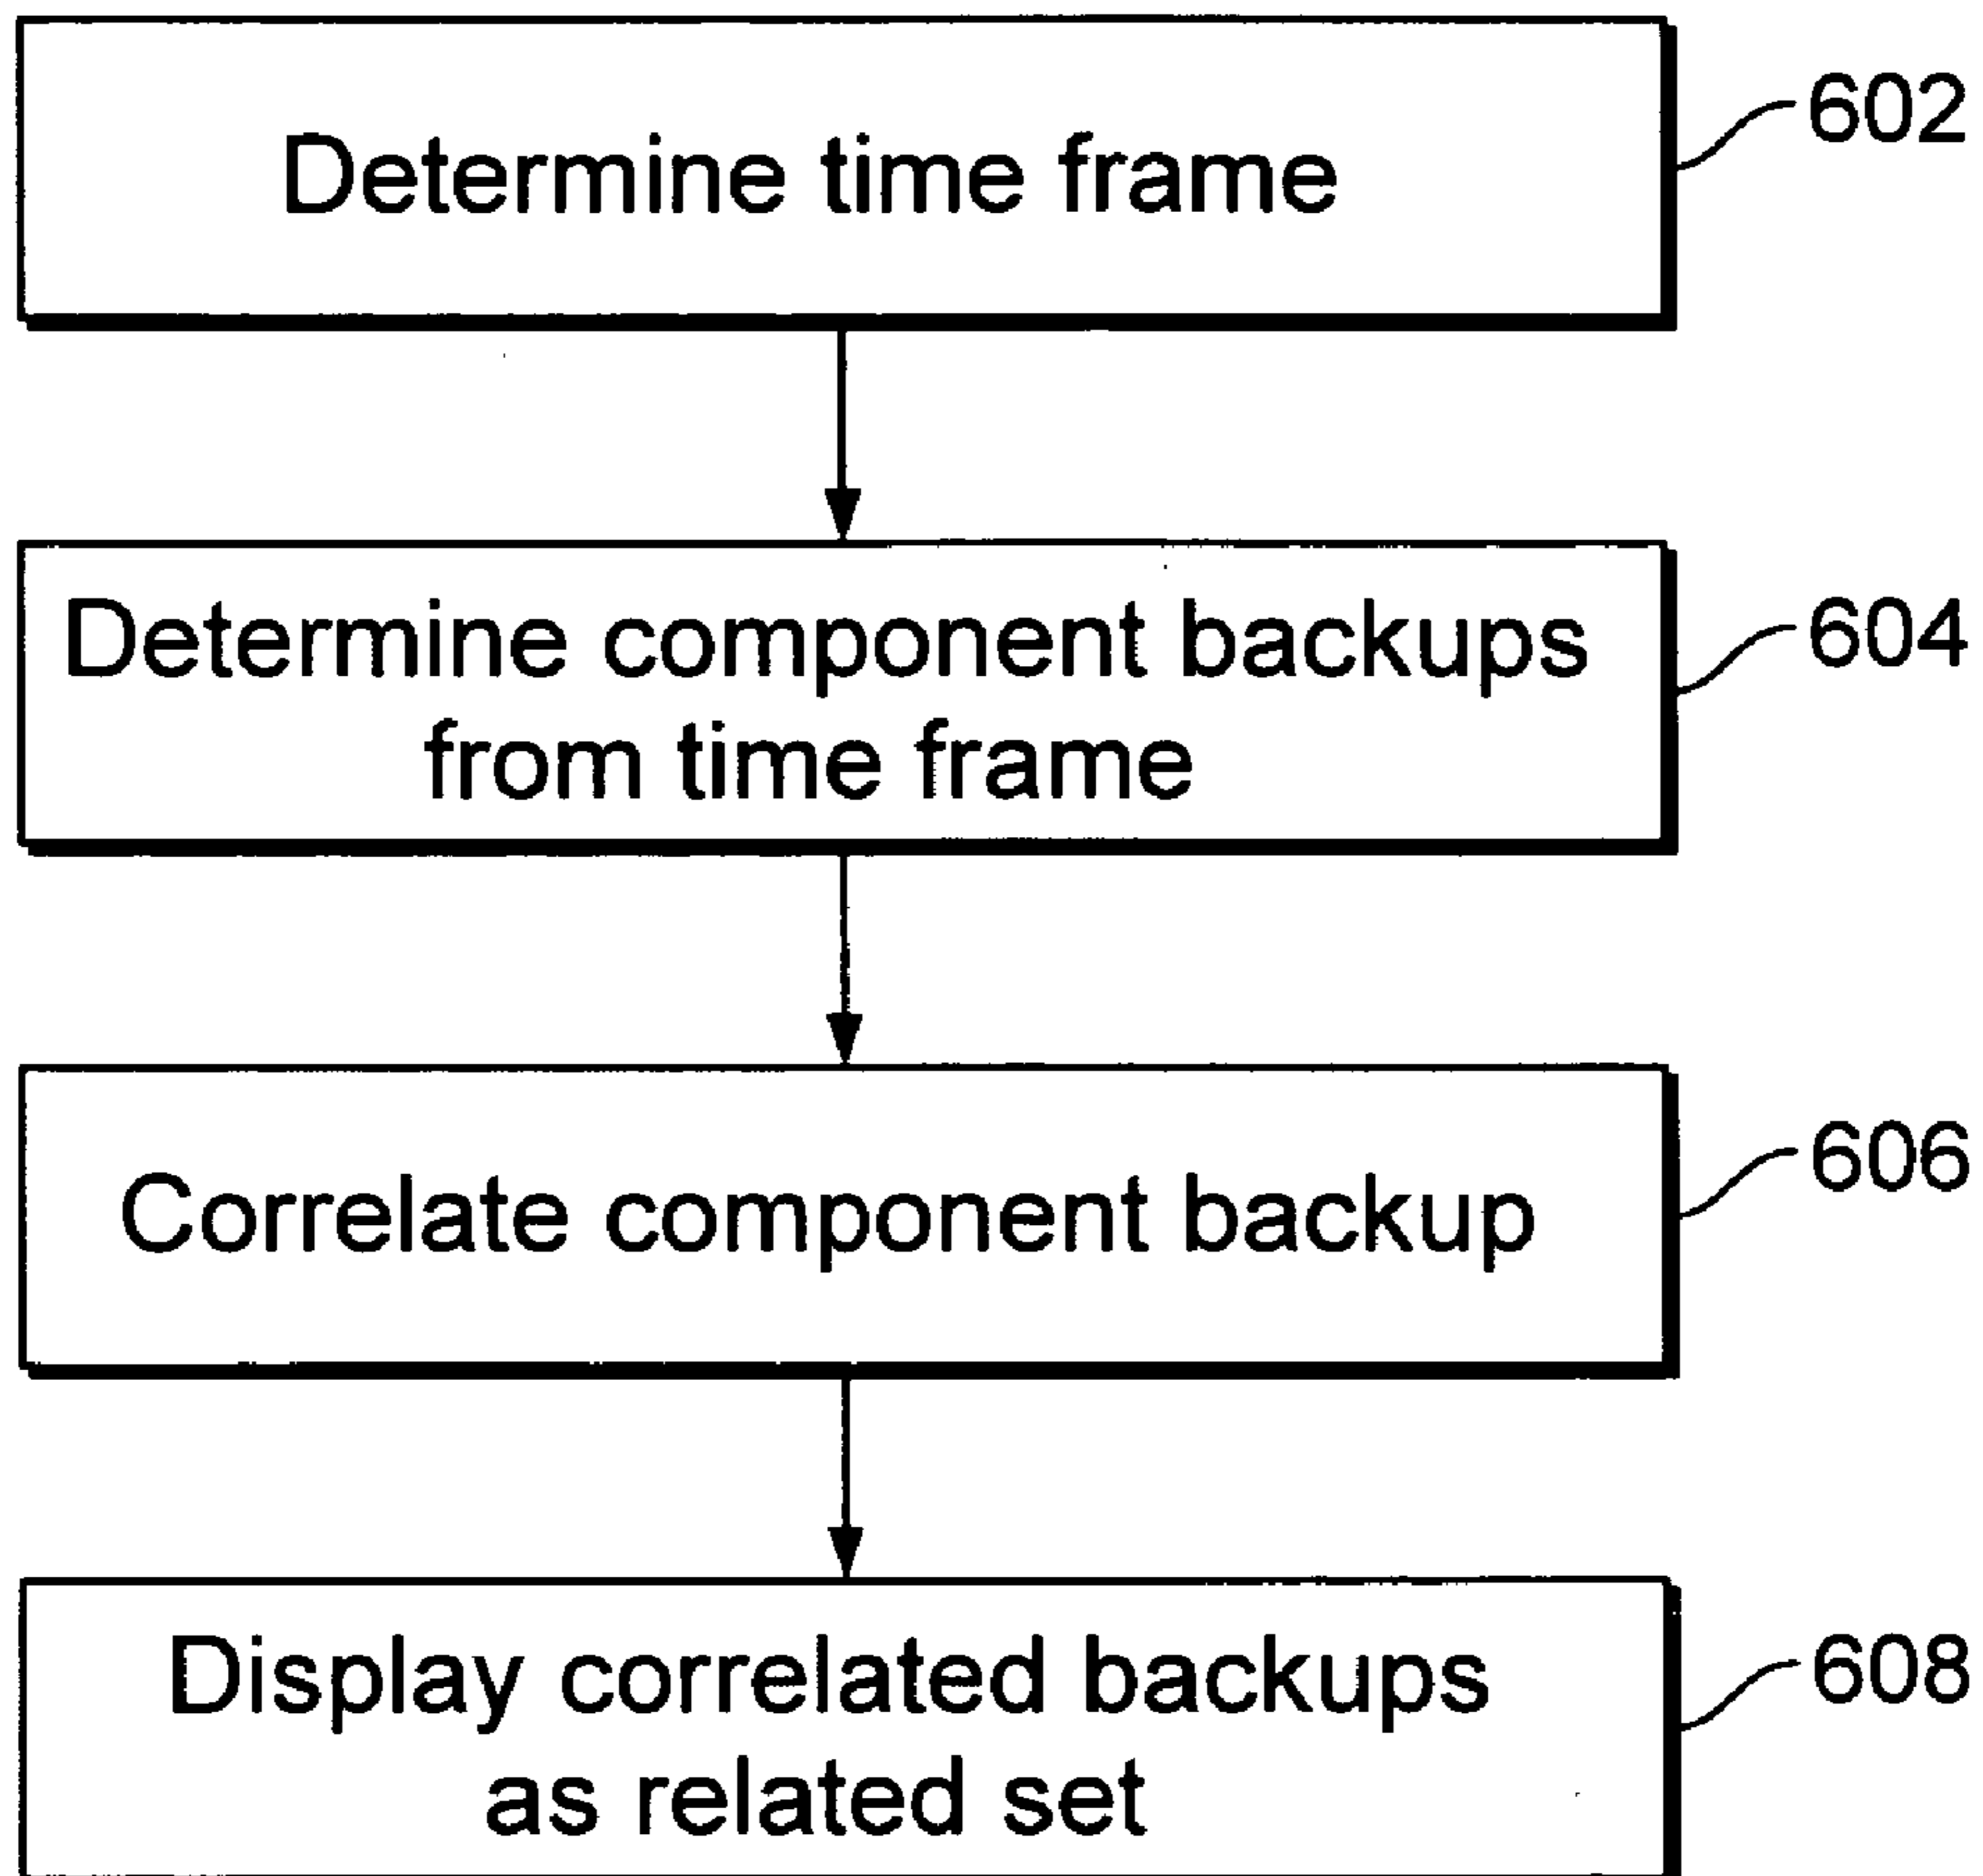 Determine time frame
602
Determine component backups
from time frame
604
Correlate component backup
606
Display correlated backups
as related set
608